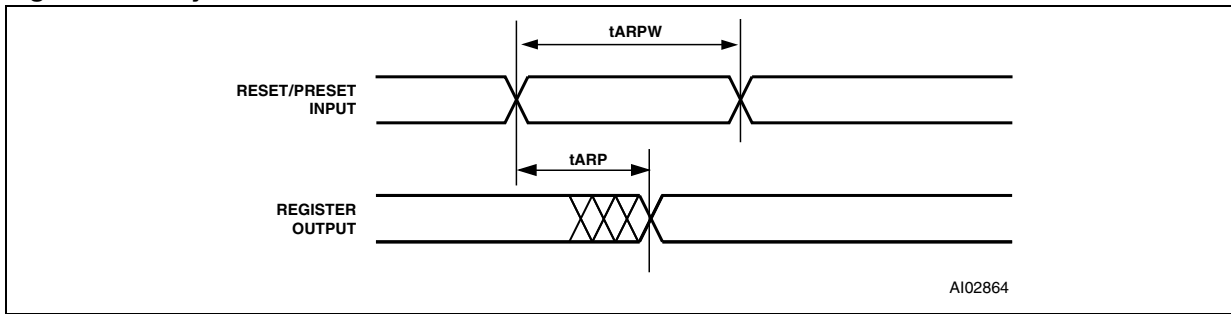 tARPW
RESET/PRESET
INPUT
tARP
REGISTER
OUTPUT
AI02864